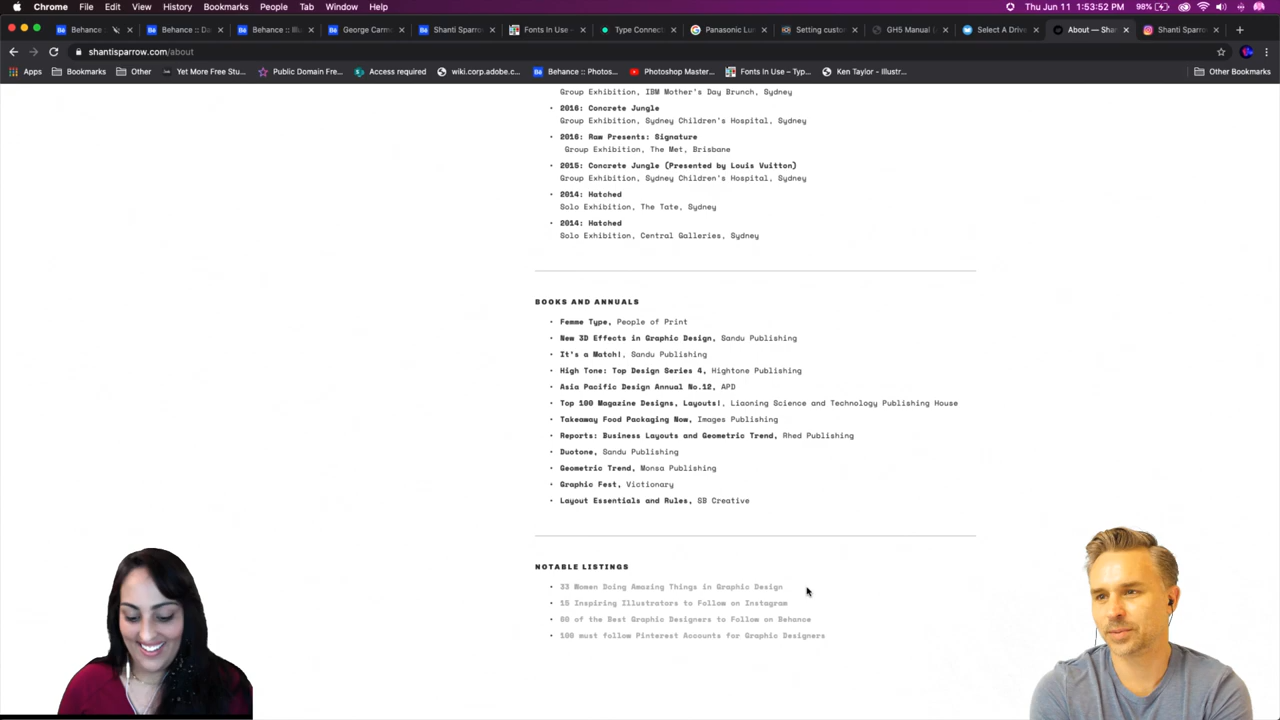 Chrome File Edit View History Bookmarks People Tab Window Help
98% Thu Jun 11 1:53:52 PM
Behance :: Behance :: Da Behance :: Illu George Carm Shanti Sparrow Fonts In Use – Type Connect Panasonic Lum Setting custo GH5 Manual ( Select A Drive About — Shan Instagram Shanti Sparro
shantisparrow.com/about
Apps Bookmarks Other Yet More Free Stu... Public Domain Fre... Access required wiki.corp.adobe.c... Behance :: Photos... Photoshop Master... Fonts In Use – Typ... Ken Taylor - Illustr... Other Bookmarks
Group Exhibition, IBM Mother's Day Brunch, Sydney
• 2016: Concrete Jungle
Group Exhibition, Sydney Children's Hospital, Sydney
• 2016: Raw Presents: Signature
Group Exhibition, The Met, Brisbane
• 2015: Concrete Jungle (Presented by Louis Vuitton)
Group Exhibition, Sydney Children's Hospital, Sydney
• 2014: Hatched
Solo Exhibition, The Tate, Sydney
• 2014: Hatched
Solo Exhibition, Central Galleries, Sydney
BOOKS AND ANNUALS
• Femme Type, People of Print
• New 3D Effects in Graphic Design, Sandu Publishing
• It's a Match!, Sandu Publishing
• High Tone: Top Design Series 4, Hightone Publishing
• Asia Pacific Design Annual No.12, APD
• Top 100 Magazine Designs, Layouts!, Liaoning Science and Technology Publishing House
• Takeaway Food Packaging Now, Images Publishing
• Reports: Business Layouts and Geometric Trend, Rhed Publishing
• Duotone, Sandu Publishing
• Geometric Trend, Monsa Publishing
• Graphic Fest, Victionary
• Layout Essentials and Rules, SB Creative
NOTABLE LISTINGS
• 33 Women Doing Amazing Things in Graphic Design
• 15 Inspiring Illustrators to Follow on Instagram
• 60 of the Best Graphic Designers to Follow on Behance
• 100 must follow Pinterest Accounts for Graphic Designers